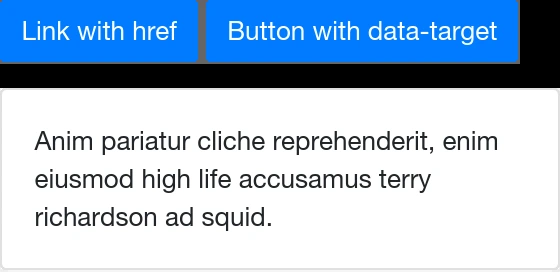 Link with href
Button with data-target
Anim pariatur cliche reprehenderit, enim
eiusmod high life accusamus terry
richardson ad squid.